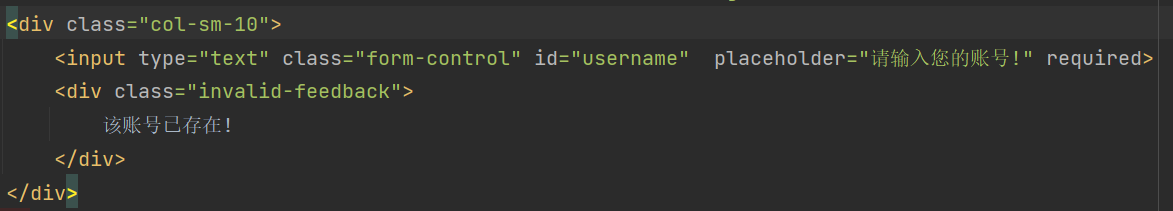 <div class="col-sm-10">
    <input type="text" class="form-control" id="username"  placeholder="请输入您的账号!" required>
    <div class="invalid-feedback">
        该账号已存在!
    </div>
</div>